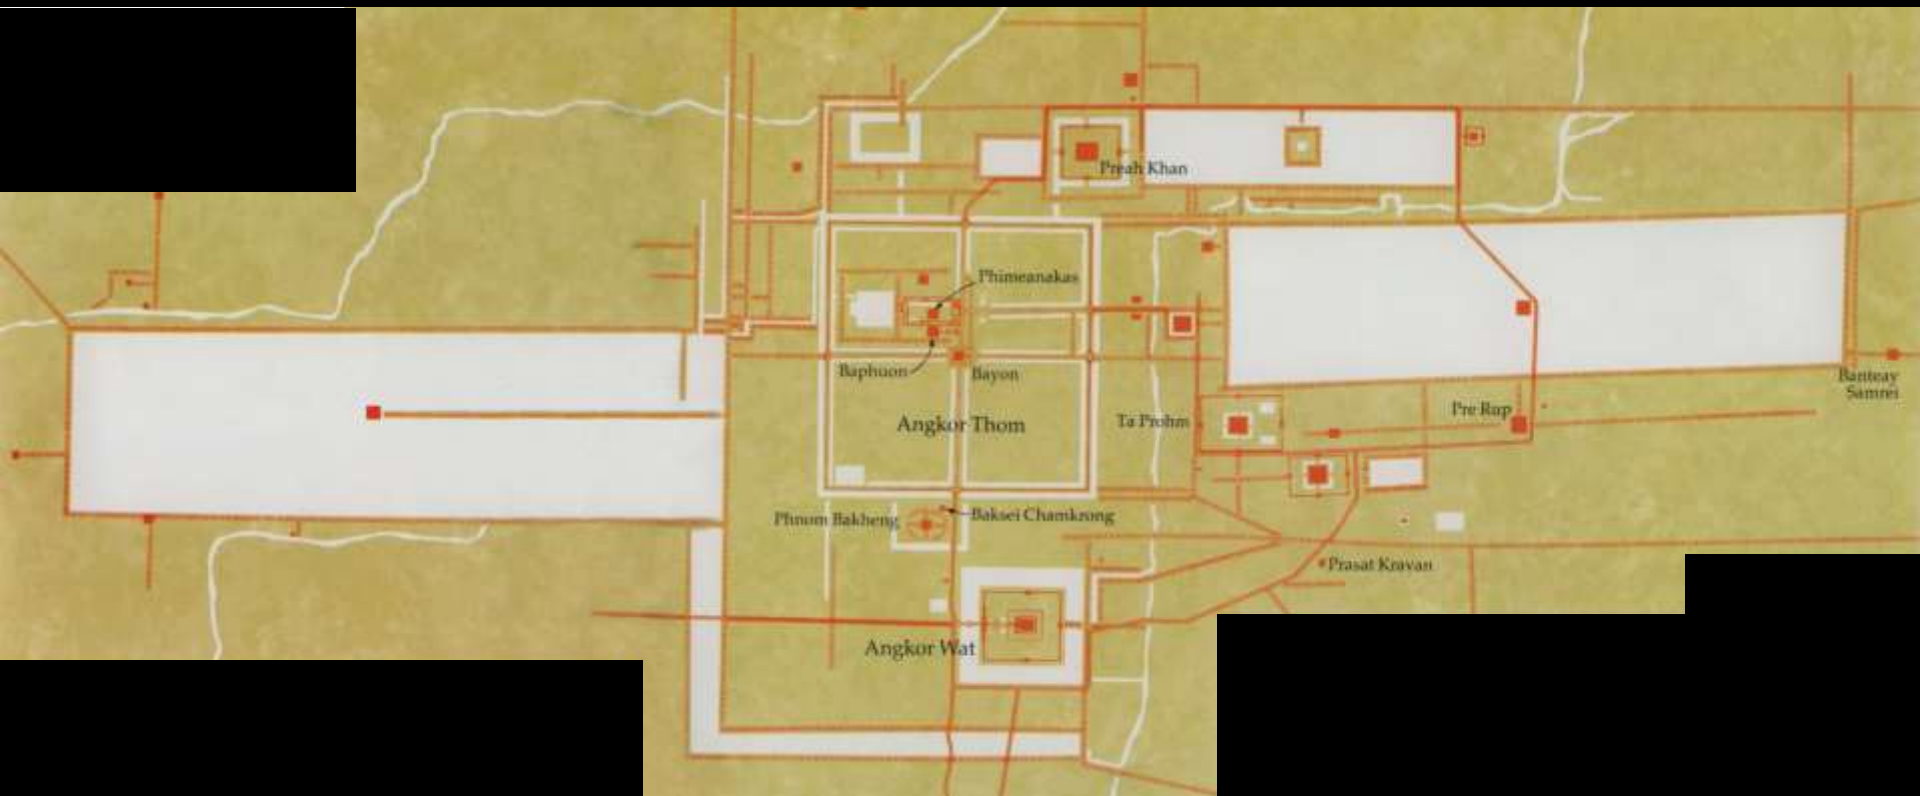 Preah Khan
Phimeanakas
Baphuon
Bayon
Banteay
Samrei
Angkor Thom
Ta Prohm
Pre Rup
Phnom Bakheng
Baksei Chamkrong
Prasat Kravan
Angkor Wat